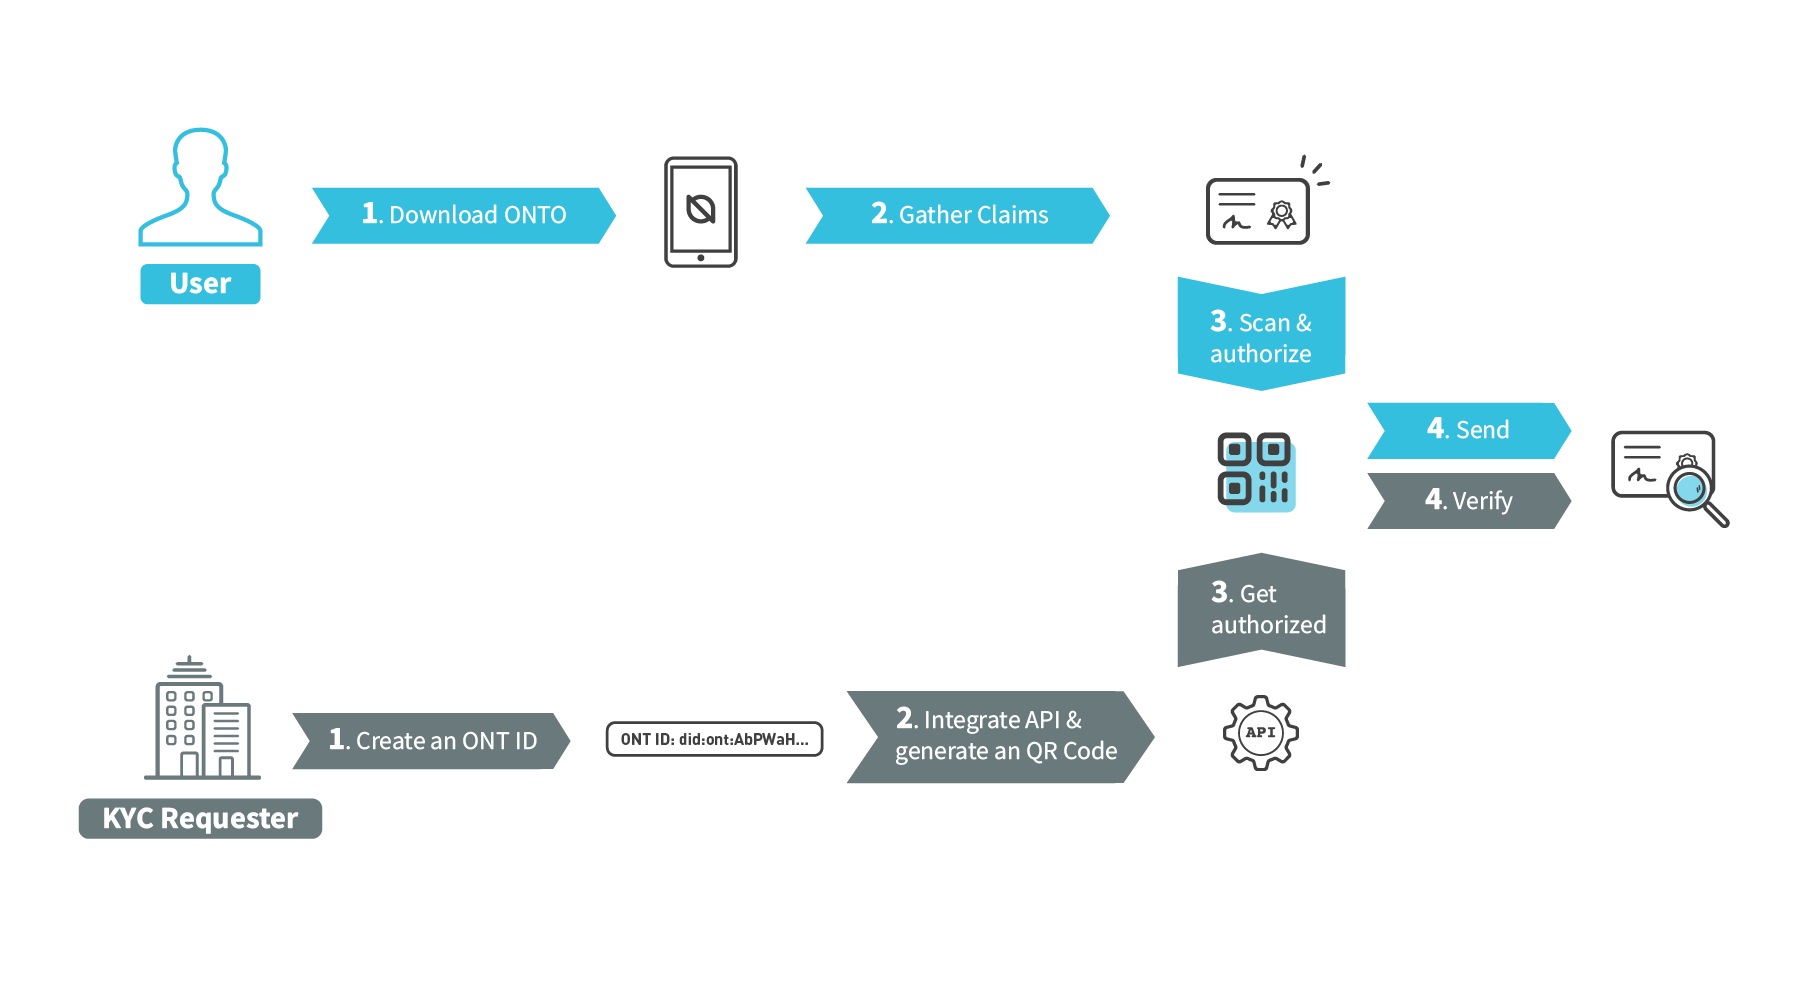 1. Download ONTO
2. Gather Claims
User
3. Scan &
authorize
4. Send
4. Verify
3. Get
authorized
1. Create an ONT ID
ONT ID: did:ont:AbPWaH...
2. Integrate API &
generate an QR Code
API
KYC Requester